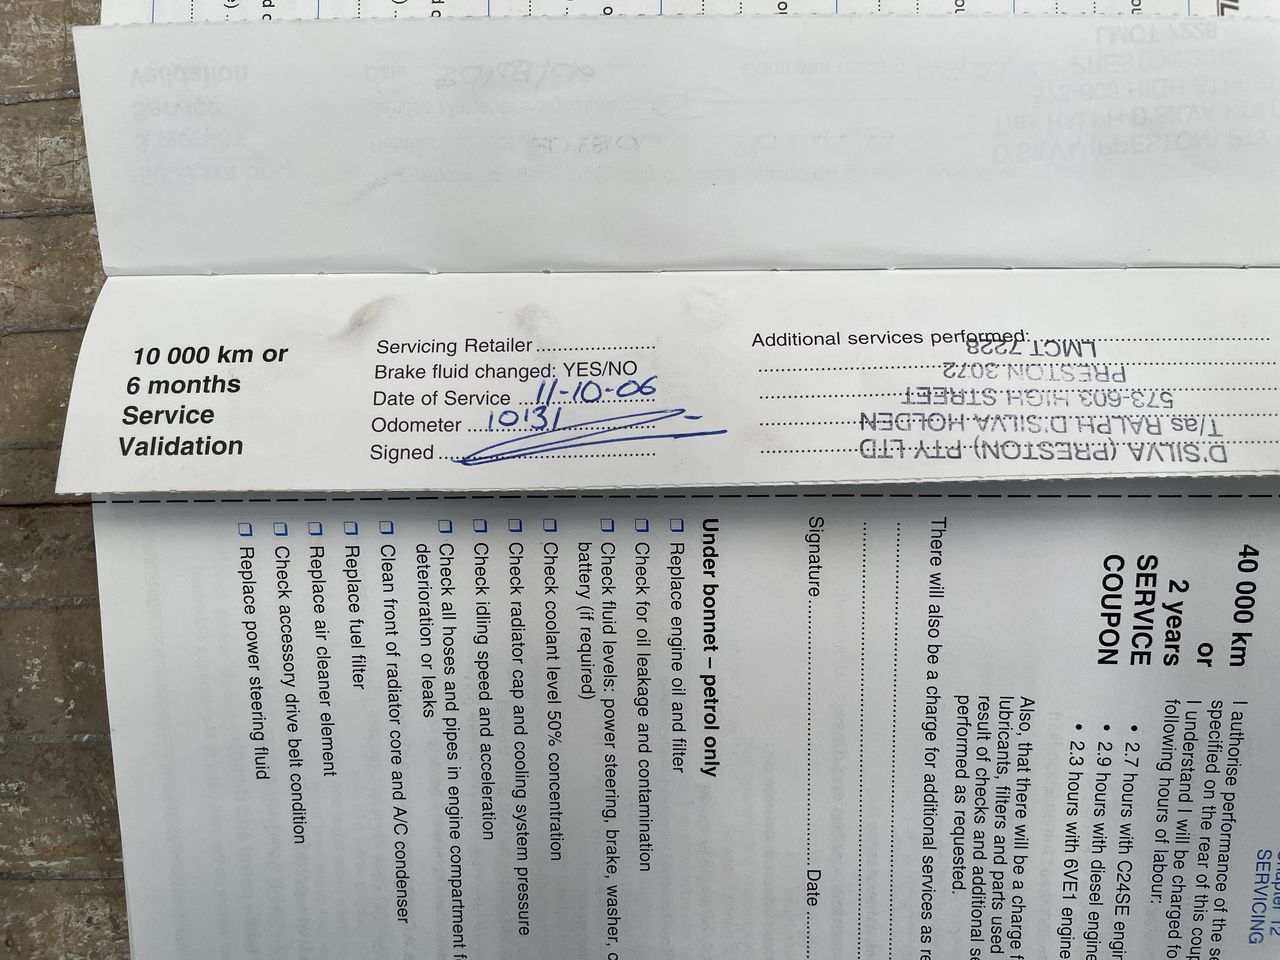 10 000 km or
6 months
Service
Validation
Servicing Retailer
Brake fluid changed: YES/NO
Date of Service 11-10-06
Odometer 10131
Signed
Additional services performed:
D'SILVA (PRESTON) PTY LTD
T/as RALPH D'SILVA HOLDEN
573-603 HIGH STREET
PRESTON 3072
LMCT 7228
SERVICING
40 000 km
or
2 years
SERVICE
COUPON
I authorise performance of the
specified on the rear of this
I understand I will be charged
following hours of labour:
• 2.7 hours with C24SE
• 2.9 hours with diesel
• 2.3 hours with 6VE1 engine
Also, that there will be a charge
lubricants, filters and parts used
result of checks and additional
performed as requested.
There will also be a charge for additional services as
Signature Date
Under bonnet – petrol only
Replace engine oil and filter
Check for oil leakage and contamination
Check fluid levels: power steering, brake, washer,
battery (if required)
Check coolant level 50% concentration
Check radiator cap and cooling system pressure
Check idling speed and acceleration
Check all hoses and pipes in engine compartment
deterioration or leaks
Clean front of radiator core and A/C condenser
Replace fuel filter
Replace air cleaner element
Check accessory drive belt condition
Replace power steering fluid